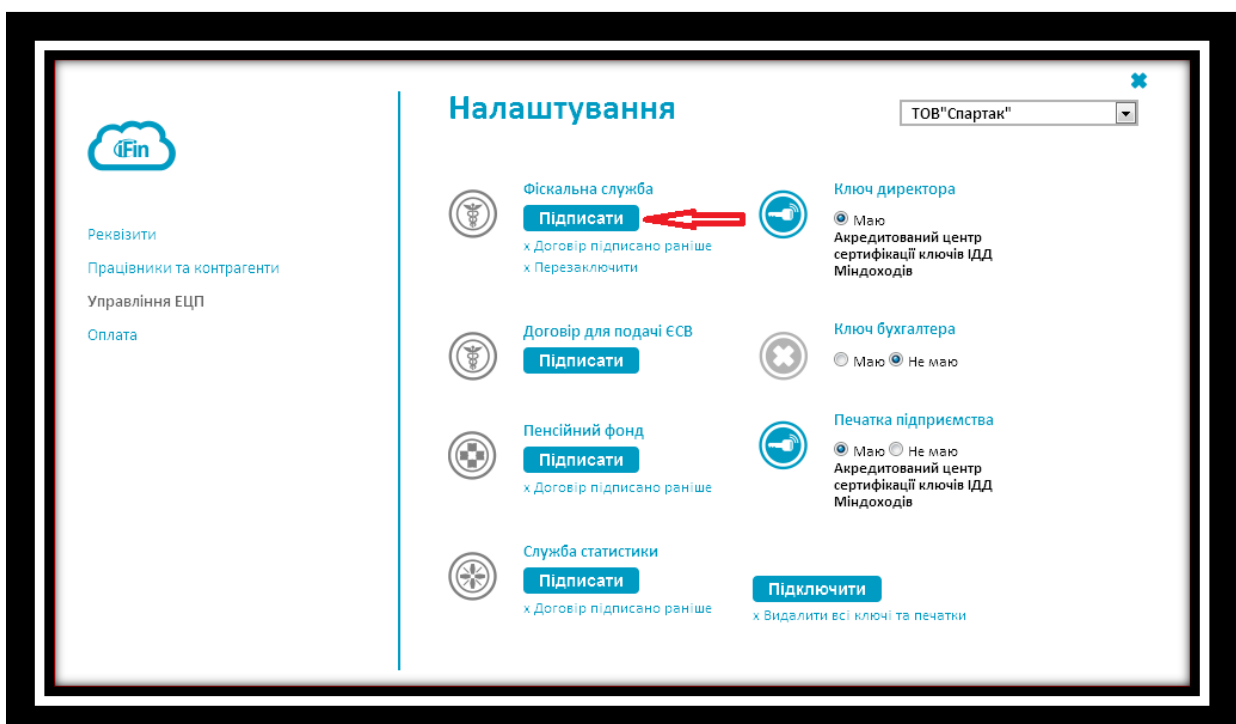 iFin
Реквізити
Працівники та контрагенти
Управління ЕЦП
Оплата
Налаштування
ТОВ"Спартак"
Фіскальна служба
Підписати
х Договір підписано раніше
х Перезаключити
Договір для подачі ЄСВ
Підписати
Пенсійний фонд
Підписати
х Договір підписано раніше
Служба статистики
Підписати
х Договір підписано раніше
Ключ директора
Маю
Акредитований центр
сертифікації ключів ІДД
Міндоходів
Ключ бухгалтера
Маю Не маю
Печатка підприємства
Маю Не маю
Акредитований центр
сертифікації ключів ІДД
Міндоходів
Підключити
х Видалити всі ключі та печатки